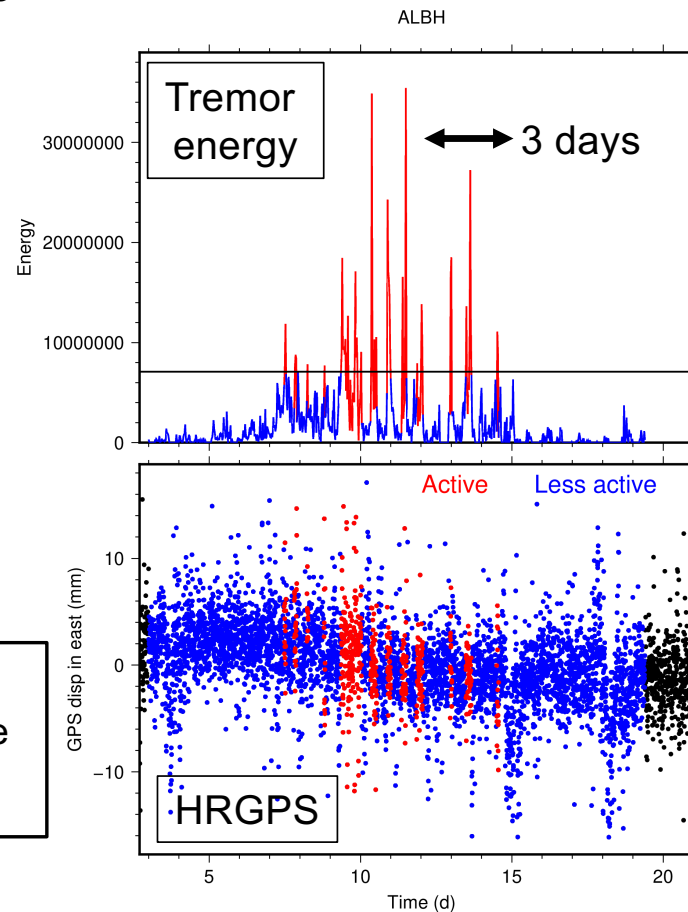 ALBH
Tremor
energy
3 days
30000000
20000000
10000000
0
Energy
Active
Less active
10
0
−10
GPS disp in east (mm)
HRGPS
5
10
15
20
Time (d)
e